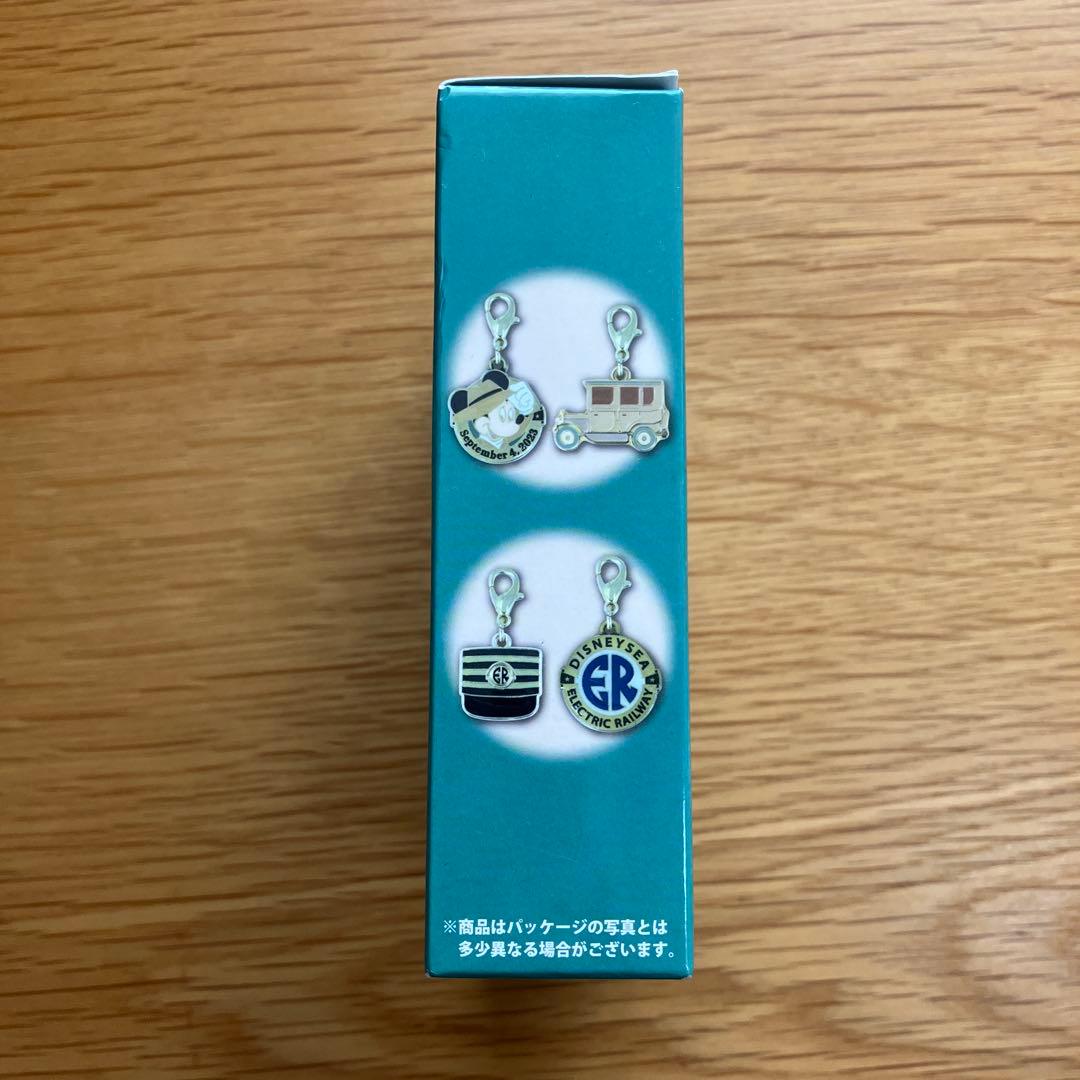 September 4, 2023
ER
DISNEYSEA
ER
ELECTRIC RAILWAY
※商品はパッケージの写真とは
多少異なる場合がございます。